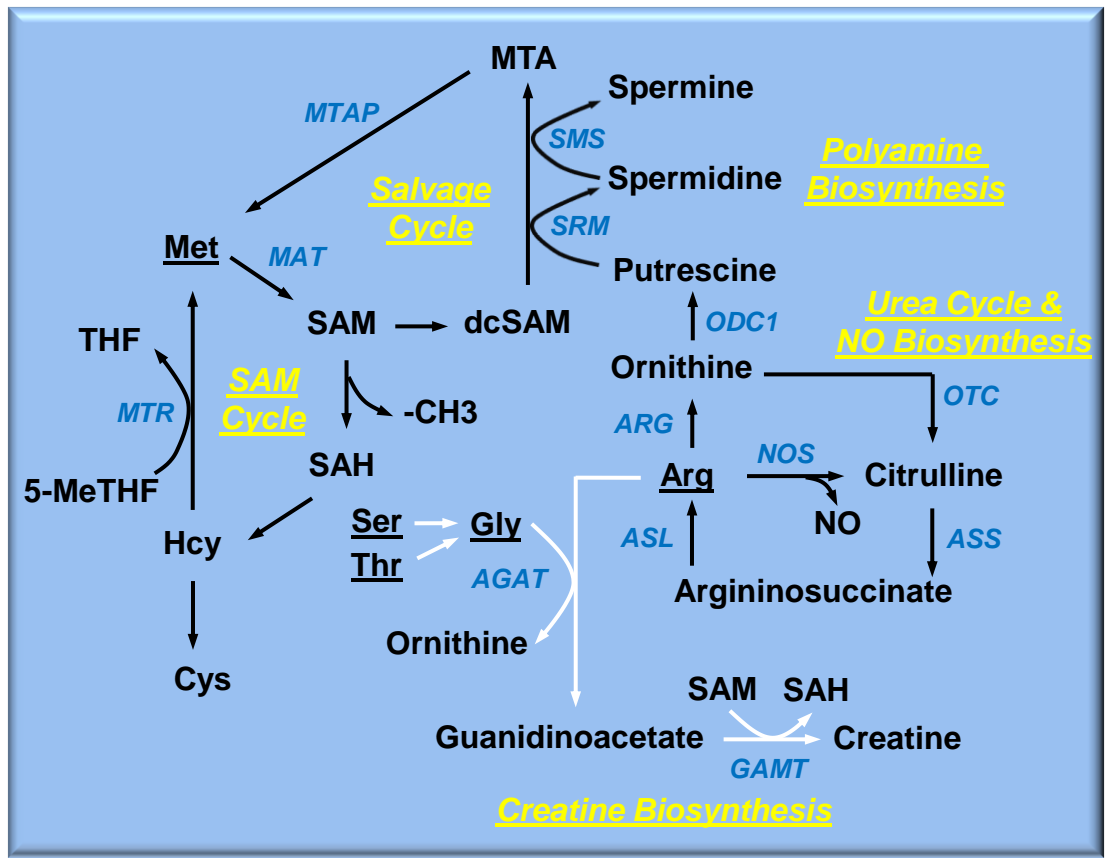 MTA
Spermine
MTAP
SMS
Polyamine
Biosynthesis
Salvage
Cycle
Spermidine
SRM
Met
MAT
Putrescine
Urea Cycle &
NO Biosynthesis
SAM
dcSAM
ODC1
THF
Ornithine
SAM
Cycle
OTC
MTR
-CH3
ARG
NOS
SAH
Arg
Citrulline
5-MeTHF
Ser
Gly
NO
Hcy
ASL
ASS
Thr
AGAT
Argininosuccinate
Ornithine
Cys
SAM
SAH
Guanidinoacetate
Creatine
GAMT
Creatine Biosynthesis